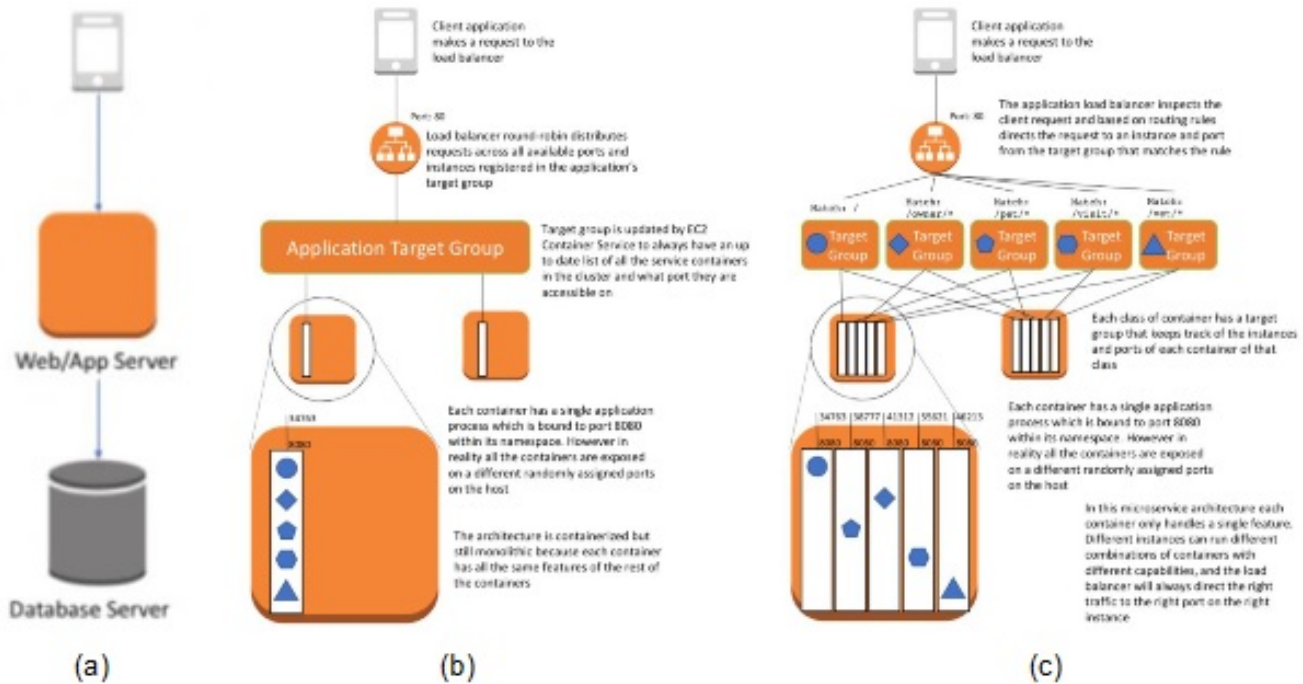 Web/App Server
Database Server
(a)
Client application
makes a request to the
load balancer
Port: 80
Load balancer round-robin distributes
requests across all available ports and
instances registered in the application's
target group
Application Target Group
Target group is updated by EC2
Container Service to always have an up
to date list of all the service containers
in the cluster and what port they are
accessible on
Each container has a single application
process which is bound to port 8080
within its namespace. However in
reality all the containers are exposed
on a different randomly assigned ports
on the host
34783
8080
The architecture is containerized but
still monolithic because each container
has all the same features of the rest of
the containers
(b)
Client application
makes a request to the
load balancer
Port: 80
The application load balancer inspects the
client request and based on routing rules
directs the request to an instance and port
from the target group that matches the rule
Match: /
Match:
/owner/*
Match:
/pet/*
Match:
/visit/*
Match:
/vet/*
Target
Group
Target
Group
Target
Group
Target
Group
Target
Group
Each class of container has a target
group that keeps track of the instances
and ports of each container of that
class
34783 38777 41312
8080 8080 8080 8080 8080
Each container has a single application
process which is bound to port 8080
within its namespace. However in
reality all the containers are exposed
on a different randomly assigned ports
on the host
In this microservice architecture each
container only handles a single feature.
Different instances can run different
combinations of containers with
different capabilities, and the load
balancer will always direct the right
traffic to the right port on the right
instance
(c)